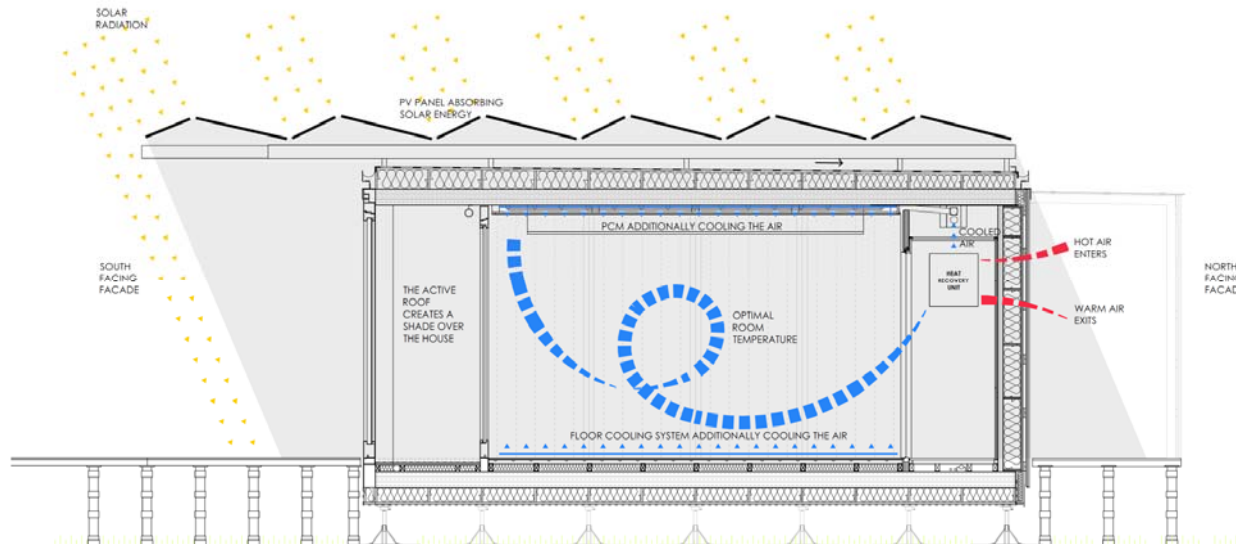 SOLAR
RADIATION
PV PANEL ABSORBING
SOLAR ENERGY
PCM ADDITIONALLY COOLING THE AIR
COOLED
AIR
HOT AIR
ENTERS
SOUTH
FACING
FACADE
NORTH
FACING
FACAD
THE ACTIVE
ROOF
CREATES A
SHADE OVER
THE HOUSE
HEAT
RECOVERY
UNIT
OPTIMAL
ROOM
TEMPERATURE
WARM AIR
EXITS
FLOOR COOLING SYSTEM ADDITIONALLY COOLING THE AIR